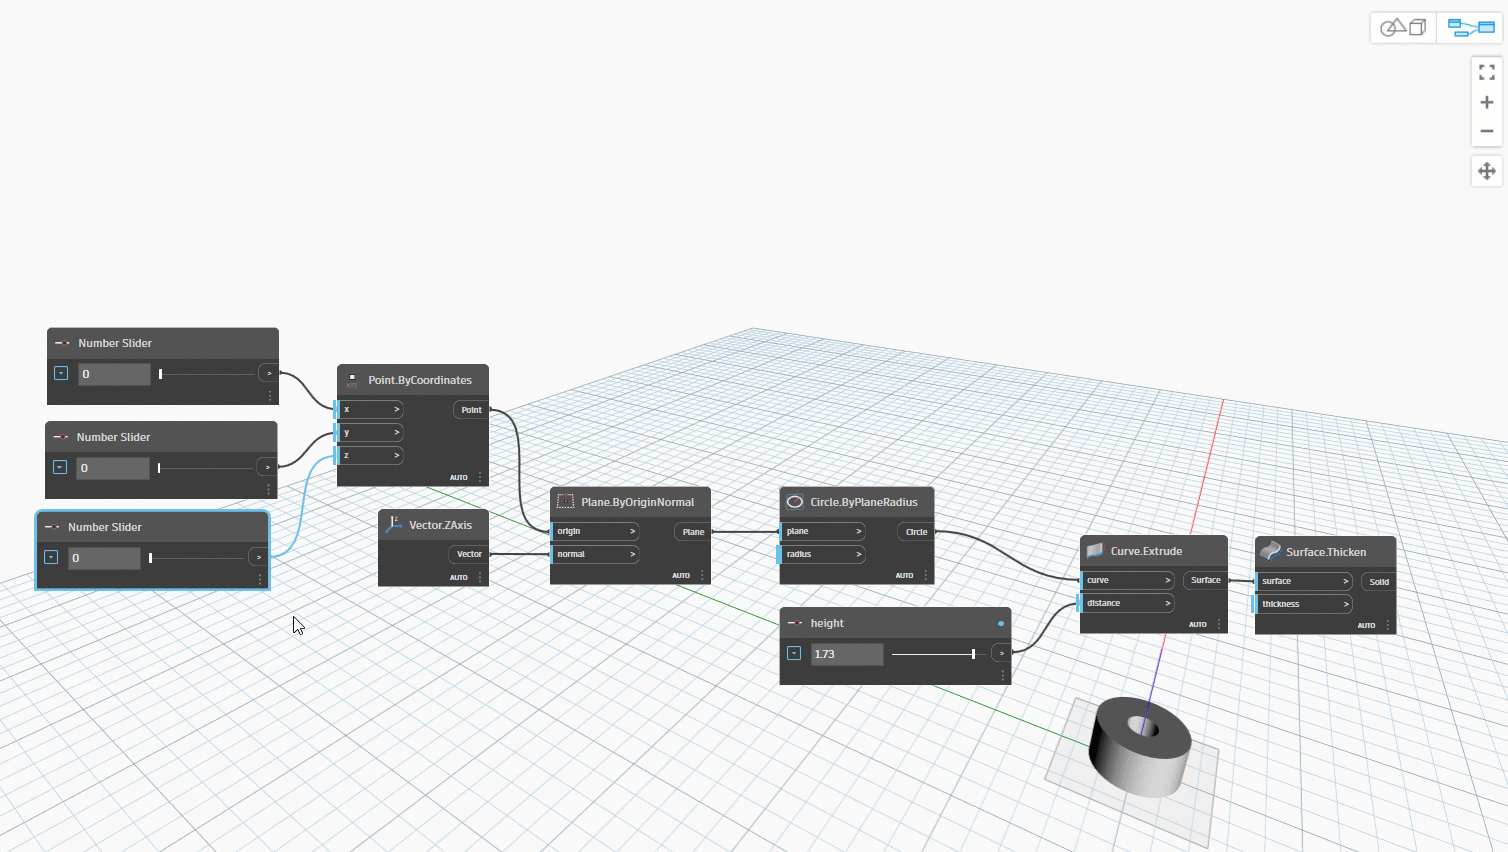 Number Slider
0
>
Number Slider
0
>
Number Slider
0
>
Point.ByCoordinates
x >
Point
y >
z >
AUTO
Vector.ZAxis
Vector
AUTO
Plane.ByOriginNormal
origin >
Plane
normal >
AUTO
Circle.ByPlaneRadius
plane >
Circle
radius >
AUTO
height
1.73
>
Curve.Extrude
curve >
Surface
distance >
AUTO
Surface.Thicken
surface >
Solid
thickness >
AUTO